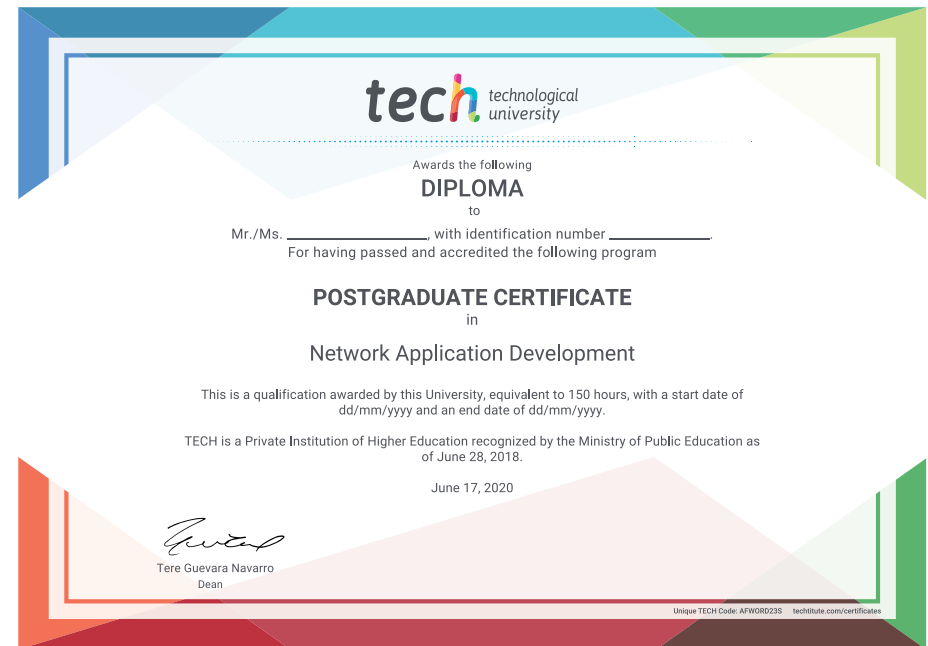 tech technological
university
Awards the following
DIPLOMA
to
Mr./Ms. ____________________, with identification number ______________.
For having passed and accredited the following program
POSTGRADUATE CERTIFICATE
in
Network Application Development
This is a qualification awarded by this University, equivalent to 150 hours, with a start date of
dd/mm/yyyy and an end date of dd/mm/yyyy.
TECH is a Private Institution of Higher Education recognized by the Ministry of Public Education as
of June 28, 2018.
June 17, 2020
Tere Guevara Navarro
Dean
Unique TECH Code: AFWORD23S techtitute.com/certificates